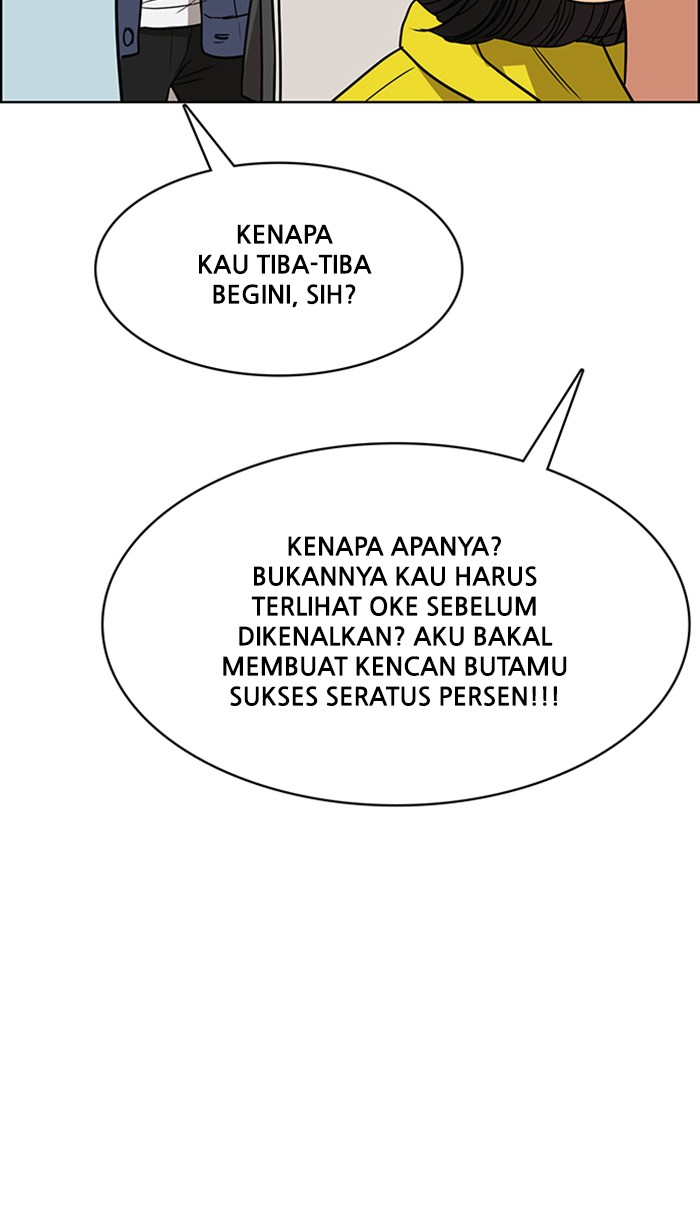 KENAPA
KAU TIBA-TIBA
BEGINI, SIH?
KENAPA APANYA?
BUKANNYA KAU HARUS
TERLIHAT OKE SEBELUM
DIKENALKAN? AKU BAKAL
MEMBUAT KENCAN BUTAMU
SUKSES SERATUS PERSEN!!!